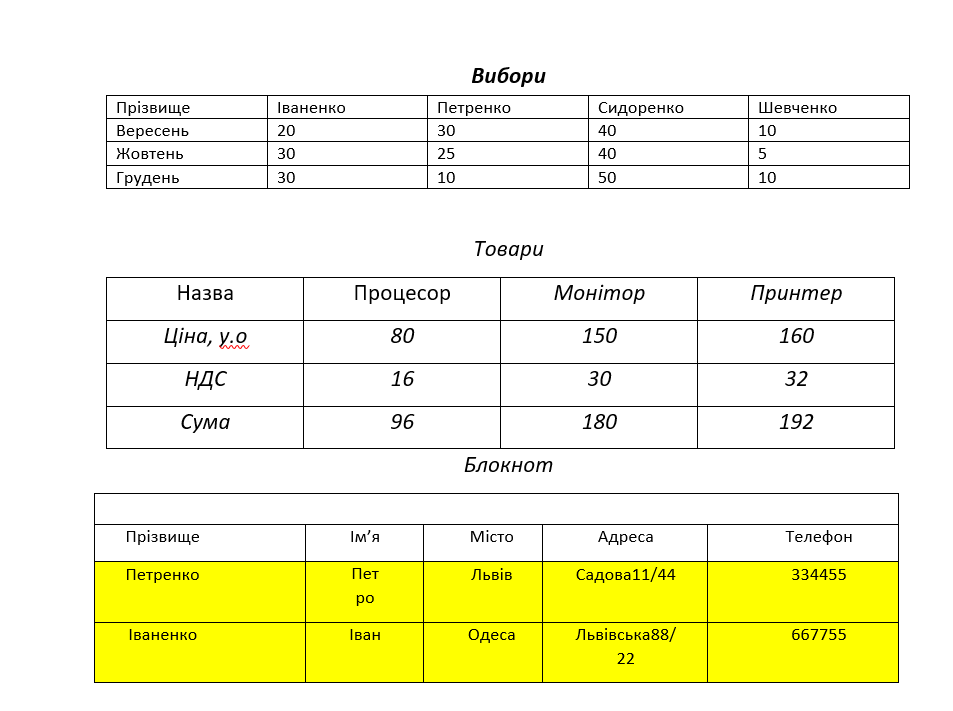 Вибори
Прізвище Іваненко Петренко Сидоренко Шевченко
Вересень 20 30 40 10
Жовтень 30 25 40 5
Грудень 30 10 50 10
Товари
Назва Процесор Монітор Принтер
Ціна, у.о 80 150 160
НДС 16 30 32
Сума 96 180 192
Блокнот
Прізвище Ім’я Місто Адреса Телефон
Петренко Пет Львів Садова11/44 334455
ро
Іваненко Іван Одеса Львівська88/ 667755
22